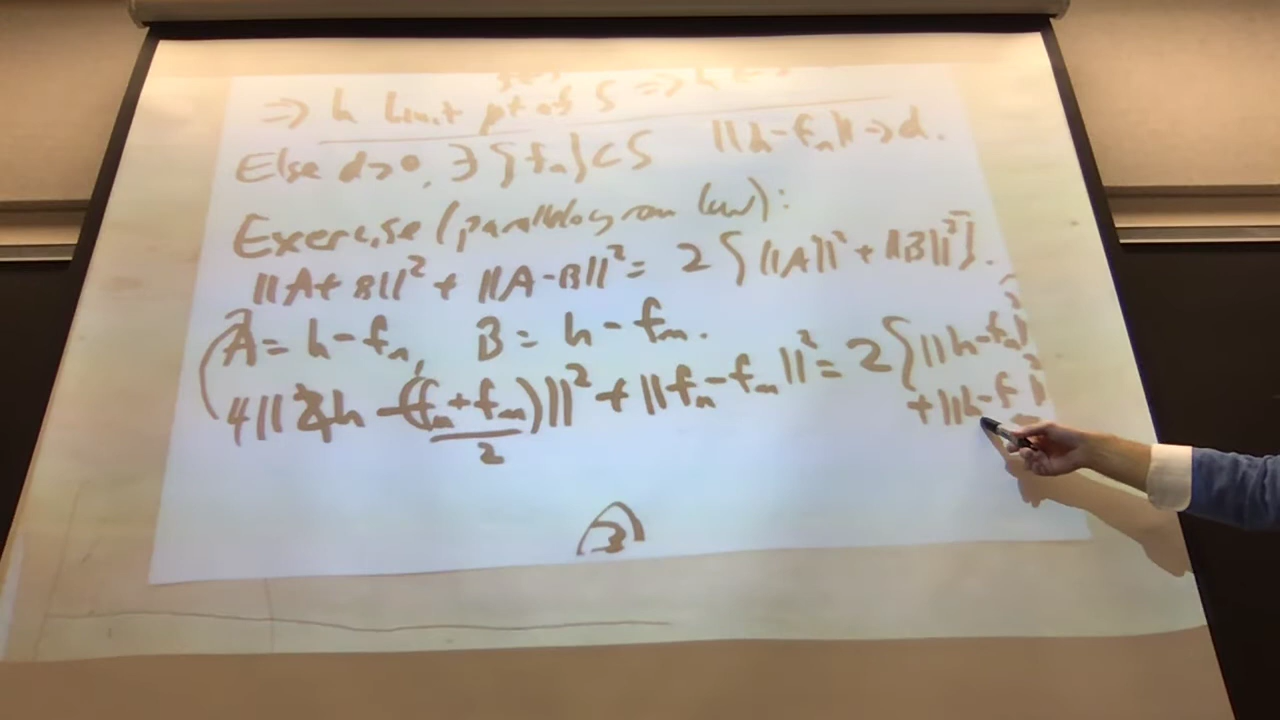 ⇒ h limit pt of S ⇒ h
Else d>0, ∃ {fₙ} ⊂ S ||h-fₙ|| → d.
Exercise (parallelogram law):
||A+B||² + ||A-B||² = 2 {||A||² + ||B||²}.
A = h-fₙ, B = h-fₘ.
4||h - (fₙ+fₘ)/2||² + ||fₙ-fₘ||² = 2 {||h-fₙ||²
+ ||h-f ||²
3